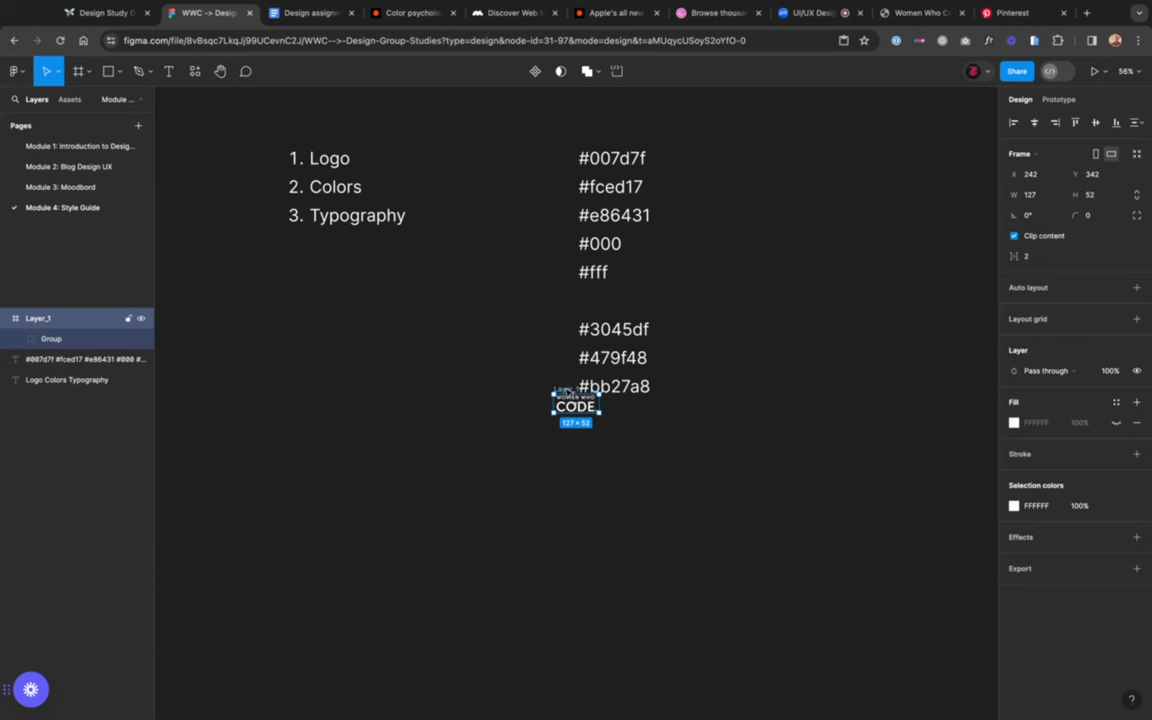 Design Study G
WWC -> Desig
Design assignm
Color psycholo
Discover Web M
Apple's all new
Browse thousa
UI/UX Desig
Women Who Co
Pinterest
figma.com/file/8vBsqc7LkqJj99UCevnC2J/WWC-->-Design-Group-Studies?type=design&node-id=31-97&mode=design&t=aMUqycUSoyS2oYfO-0
Share
56%
Layers
Assets
Module ...
Design
Prototype
Pages
Module 1: Introduction to Desig...
Module 2: Blog Design UX
Module 3: Moodbord
Module 4: Style Guide
Layer_1
Group
#007d7f #fced17 #e86431 #000 #...
Logo Colors Typography
1. Logo
2. Colors
3. Typography
#007d7f
#fced17
#e86431
#000
#fff
#3045df
#479f48
#bb27a8
Layer_1
WOMEN WHO
CODE
127 × 52
Frame
X 242
Y 342
W 127
H 52
0°
0
Clip content
2
Auto layout
Layout grid
Layer
Pass through
100%
Fill
FFFFFF 100%
Stroke
Selection colors
FFFFFF 100%
Effects
Export
?